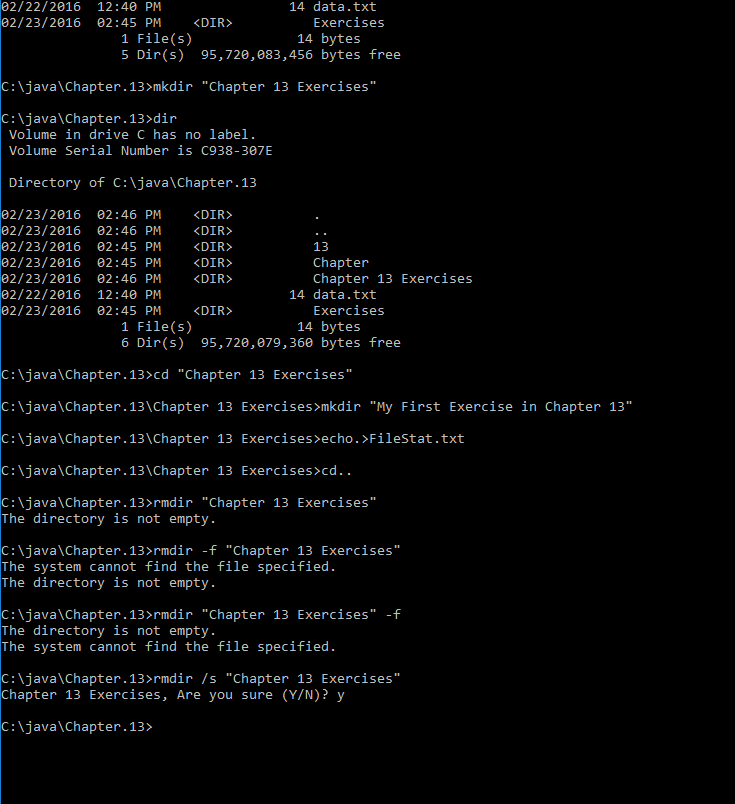 02/22/2016  12:40 PM                14 data.txt
02/23/2016  02:45 PM    <DIR>          Exercises
               1 File(s)             14 bytes
               5 Dir(s)  95,720,083,456 bytes free

C:\java\Chapter.13>mkdir "Chapter 13 Exercises"

C:\java\Chapter.13>dir
 Volume in drive C has no label.
 Volume Serial Number is C938-307E

 Directory of C:\java\Chapter.13

02/23/2016  02:46 PM    <DIR>          .
02/23/2016  02:46 PM    <DIR>          ..
02/23/2016  02:45 PM    <DIR>          13
02/23/2016  02:45 PM    <DIR>          Chapter
02/23/2016  02:46 PM    <DIR>          Chapter 13 Exercises
02/22/2016  12:40 PM                14 data.txt
02/23/2016  02:45 PM    <DIR>          Exercises
               1 File(s)             14 bytes
               6 Dir(s)  95,720,079,360 bytes free

C:\java\Chapter.13>cd "Chapter 13 Exercises"

C:\java\Chapter.13\Chapter 13 Exercises>mkdir "My First Exercise in Chapter 13"

C:\java\Chapter.13\Chapter 13 Exercises>echo.>FileStat.txt

C:\java\Chapter.13\Chapter 13 Exercises>cd..

C:\java\Chapter.13>rmdir "Chapter 13 Exercises"
The directory is not empty.

C:\java\Chapter.13>rmdir -f "Chapter 13 Exercises"
The system cannot find the file specified.
The directory is not empty.

C:\java\Chapter.13>rmdir "Chapter 13 Exercises" -f
The directory is not empty.
The system cannot find the file specified.

C:\java\Chapter.13>rmdir /s "Chapter 13 Exercises"
Chapter 13 Exercises, Are you sure (Y/N)? y

C:\java\Chapter.13>